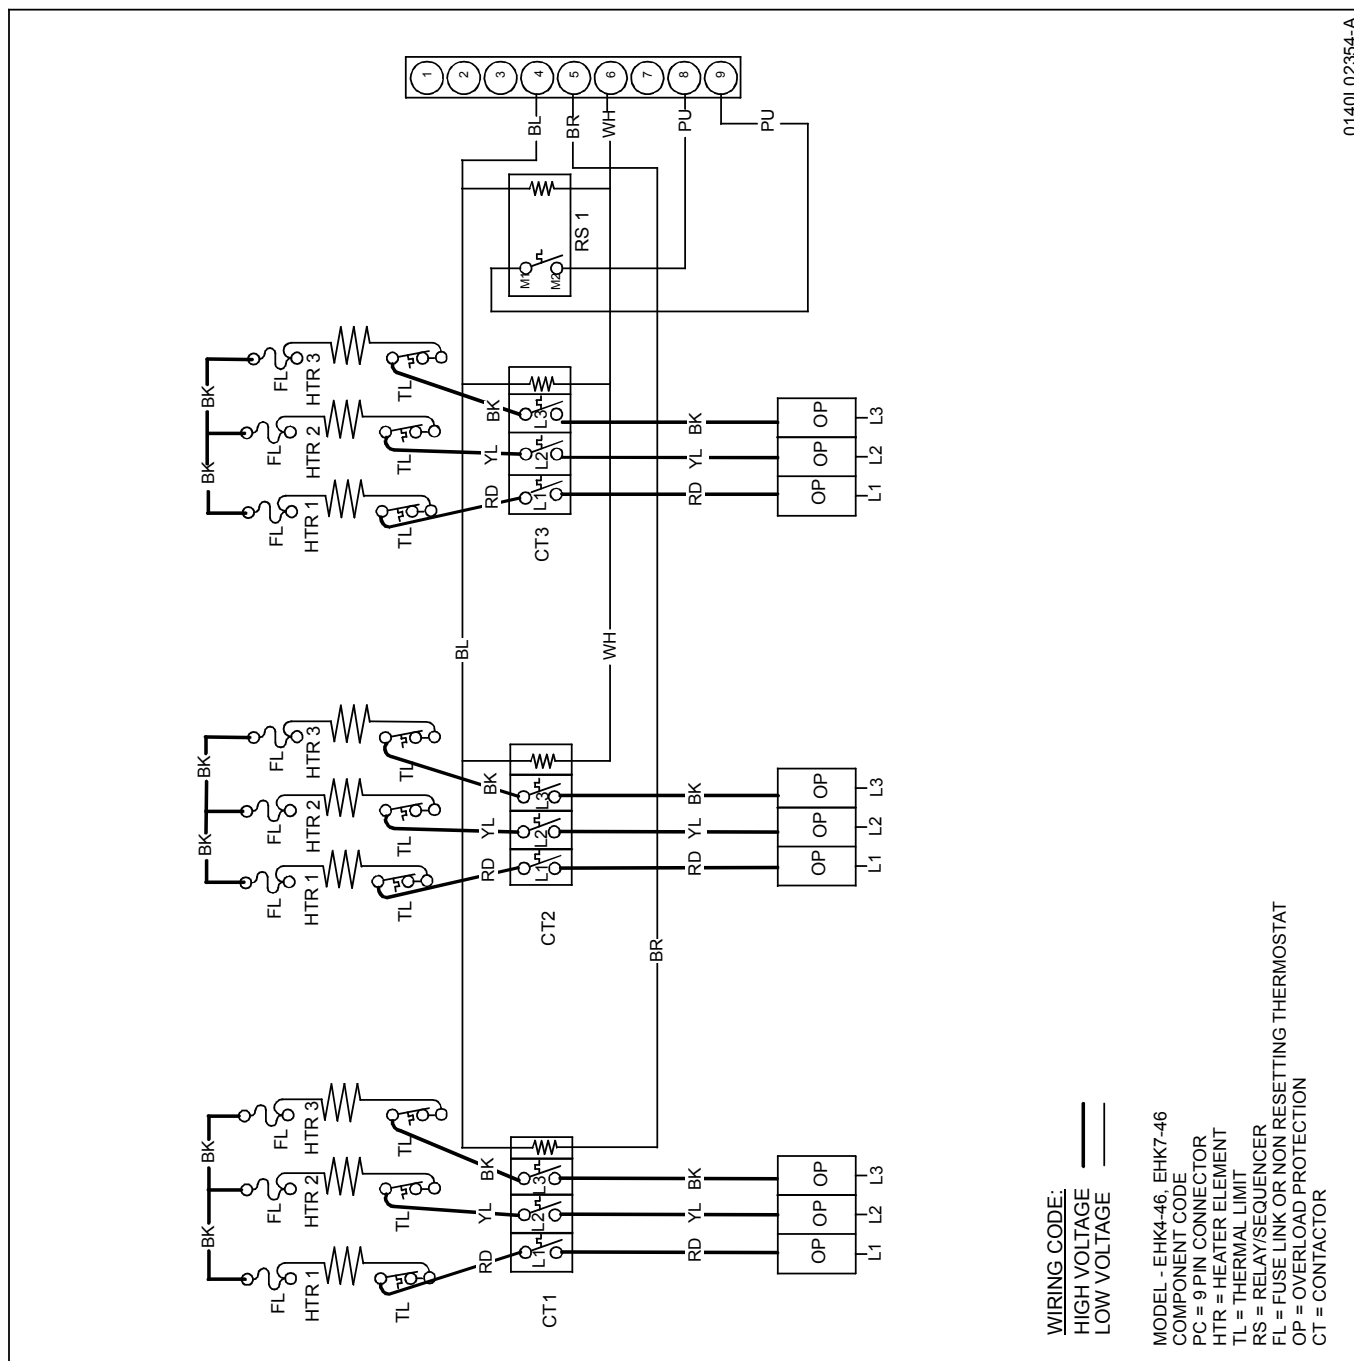 0140L02354-A
1
2
3
4
5
6
7
8
9
BL
BR
WH
PU
PU
RS 1
M1
M2
BK
BK
FL
HTR 1
TL
FL
HTR 2
TL
FL
HTR 3
TL
RD
YL
BK
L1
L2
L3
CT3
RD
YL
BK
OP
OP
OP
L1
L2
L3
BL
WH
BK
BK
FL
HTR 1
TL
FL
HTR 2
TL
FL
HTR 3
TL
RD
YL
BK
L1
L2
L3
CT2
RD
YL
BK
OP
OP
OP
L1
L2
L3
BR
BK
BK
FL
HTR 1
TL
FL
HTR 2
TL
FL
HTR 3
TL
RD
YL
BK
L1
L2
L3
CT1
RD
YL
BK
OP
OP
OP
L1
L2
L3
WIRING CODE:
HIGH VOLTAGE
LOW VOLTAGE
MODEL - EHK4-46, EHK7-46
COMPONENT CODE
PC = 9 PIN CONNECTOR
HTR = HEATER ELEMENT
TL = THERMAL LIMIT
RS = RELAY/SEQUENCER
FL = FUSE LINK OR NON RESETTING THERMOSTAT
OP = OVERLOAD PROTECTION
CT = CONTACTOR